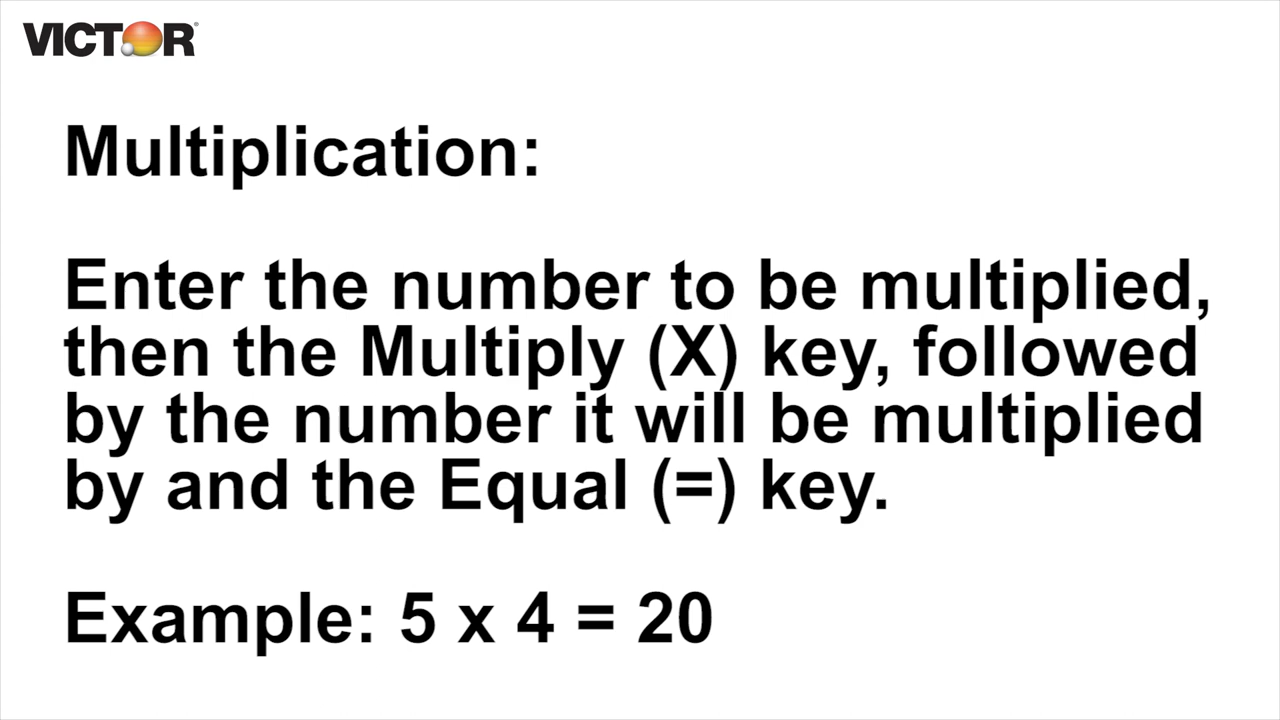 VICTOR®
Multiplication:
Enter the number to be multiplied,
then the Multiply (X) key, followed
by the number it will be multiplied
by and the Equal (=) key.
Example: 5 x 4 = 20